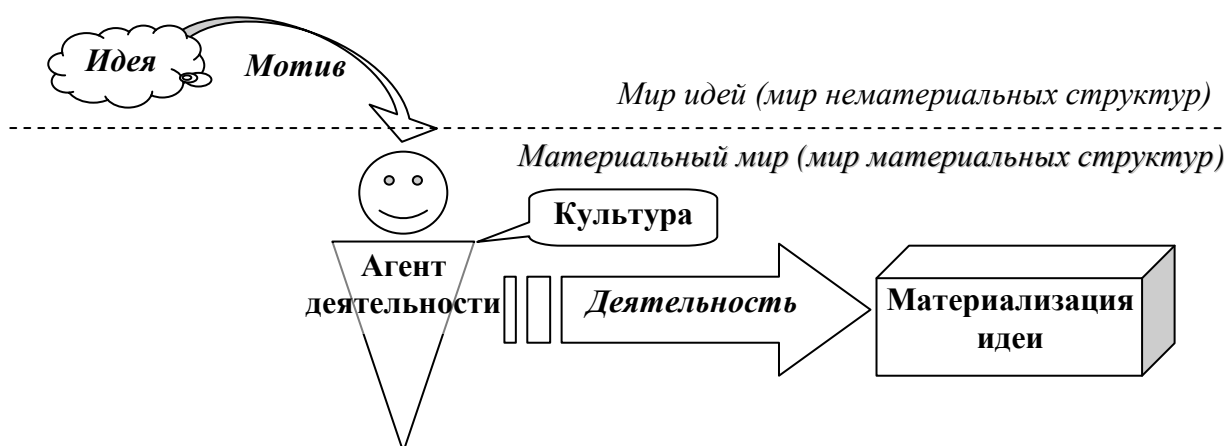 Идея
Мотив
Мир идей (мир нематериальных структур)
Материальный мир (мир материальных структур)
Культура
Агент
деятельности
Деятельность
Материализация
идеи